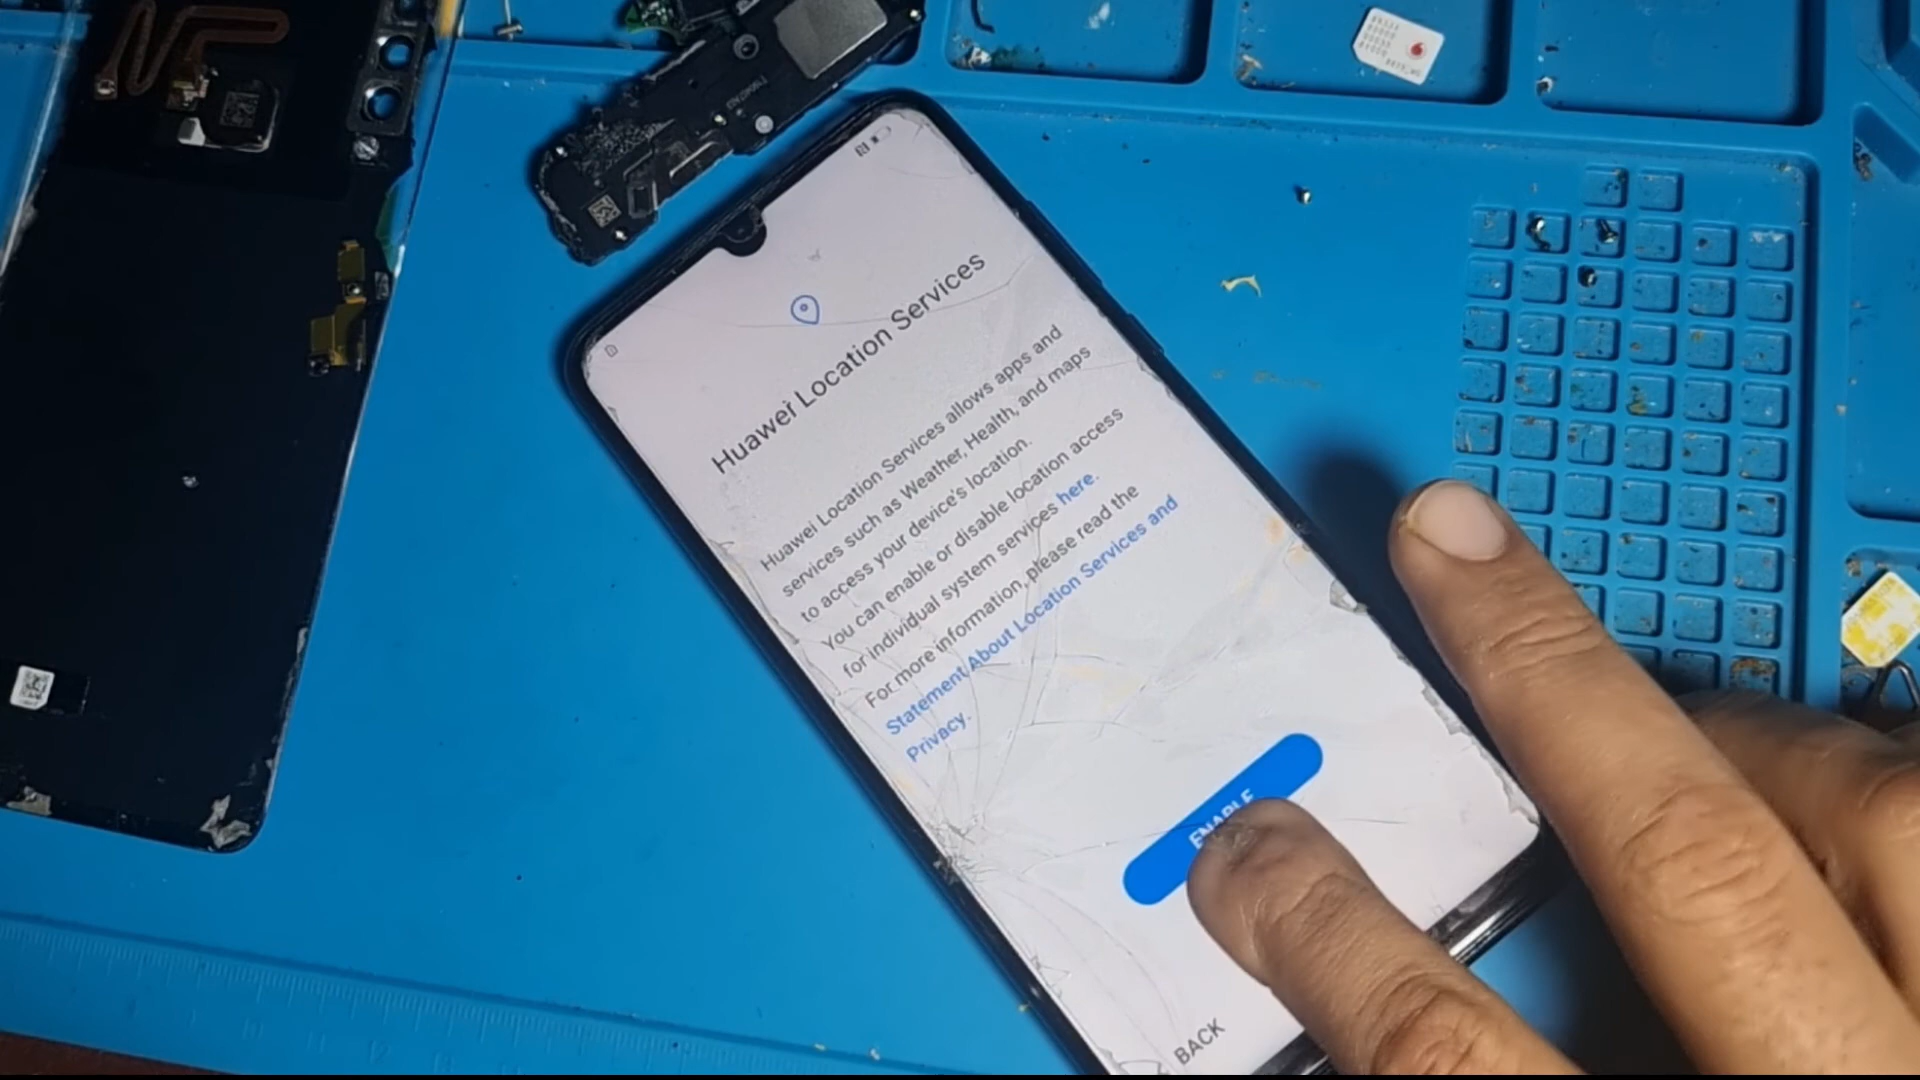 Huawei Location Services
Huawei Location Services allows apps and
services such as Weather, Health, and maps
to access your device's location.
You can enable or disable location access
for individual system services here.
For more information, please read the
Statement About Location Services and
Privacy.
ENABLE
BACK